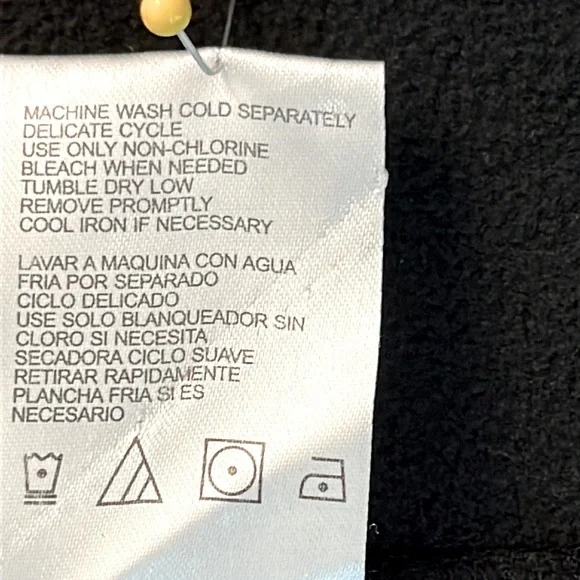 MACHINE WASH COLD SEPARATELY
DELICATE CYCLE
USE ONLY NON-CHLORINE
BLEACH WHEN NEEDED
TUMBLE DRY LOW
REMOVE PROMPTLY
COOL IRON IF NECESSARY
LAVAR A MAQUINA CON AGUA
FRIA POR SEPARADO
CICLO DELICADO
USE SOLO BLANQUEADOR SIN
CLORO SI NECESITA
SECADORA CICLO SUAVE
RETIRAR RAPIDAMENTE
PLANCHA FRIA SI ES
NECESARIO